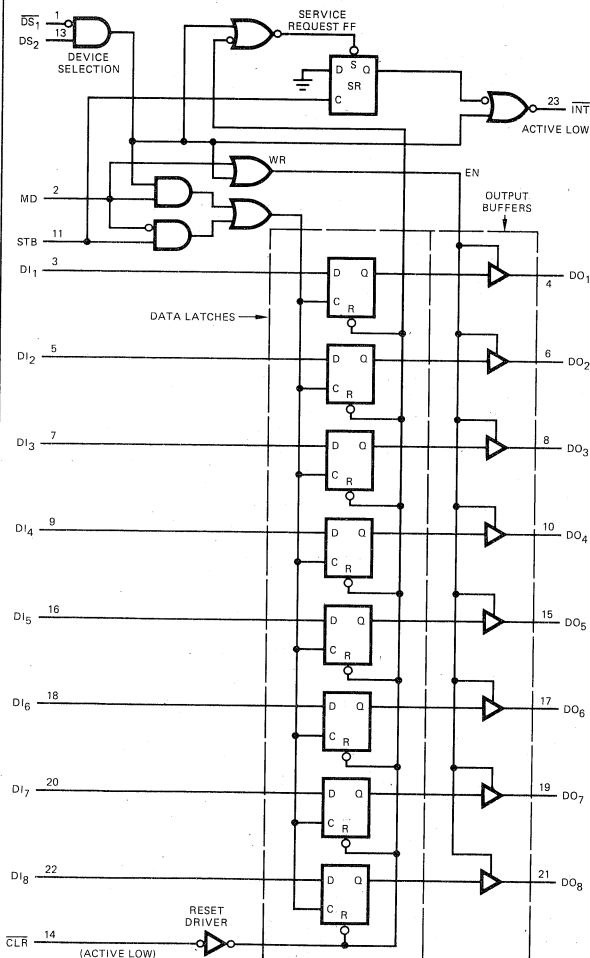 DS₁ 1
DS₂ 13
DEVICE
SELECTION
SERVICE
REQUEST FF
D S Q
SR
C
23 INT
ACTIVE LOW
WR
EN
MD 2
STB 11
OUTPUT
BUFFERS
DATA LATCHES
DI₁ 3 D Q C R 4 DO₁
DI₂ 5 D Q C R 6 DO₂
DI₃ 7 D Q C R 8 DO₃
DI₄ 9 D Q C R 10 DO₄
DI₅ 16 D Q C R 15 DO₅
DI₆ 18 D Q C R 17 DO₆
DI₇ 20 D Q C R 19 DO₇
DI₈ 22 D Q C R 21 DO₈
RESET
DRIVER
CLR 14
(ACTIVE LOW)